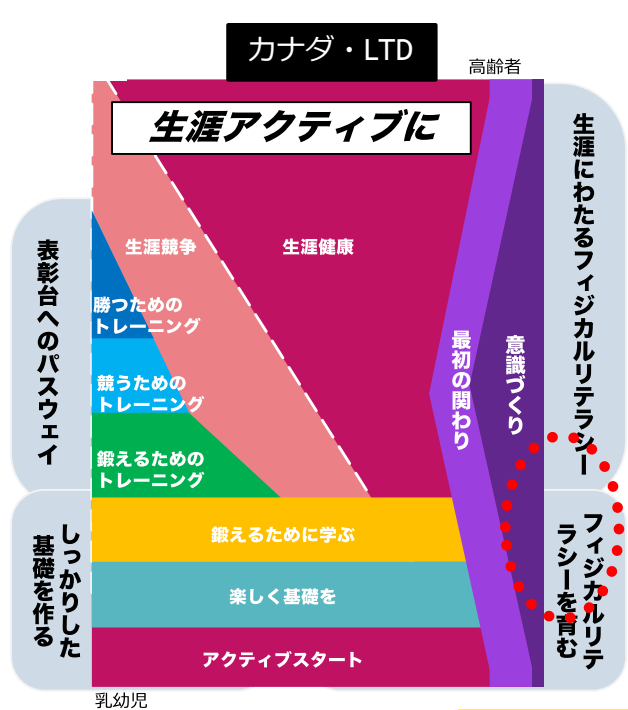 カナダ・LTD
高齢者
生涯アクティブに
生涯にわたるフィジカルリテラシー
表彰台へのパスウェイ
生涯競争
生涯健康
勝つための
トレーニング
最初の関わり
意識づくり
競うための
トレーニング
鍛えるための
トレーニング
フィジカルリテ
ラシーを育む
しっかりした
基礎を作る
鍛えるために学ぶ
楽しく基礎を
アクティブスタート
乳幼児